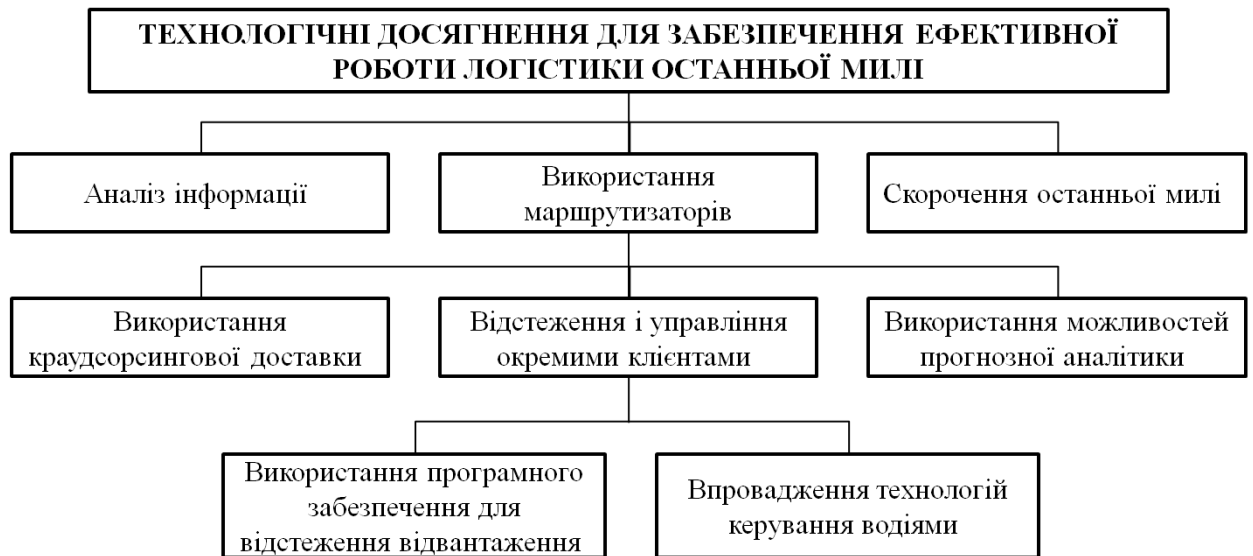 ТЕХНОЛОГІЧНІ ДОСЯГНЕННЯ ДЛЯ ЗАБЕЗПЕЧЕННЯ ЕФЕКТИВНОЇ
РОБОТИ ЛОГІСТИКИ ОСТАННЬОЇ МИЛІ
Аналіз інформації
Використання
маршрутизаторів
Скорочення останньої милі
Використання
краудсорсингової доставки
Відстеження і управління
окремими клієнтами
Використання можливостей
прогнозної аналітики
Використання програмного
забезпечення для
відстеження відвантаження
Впровадження технологій
керування водіями